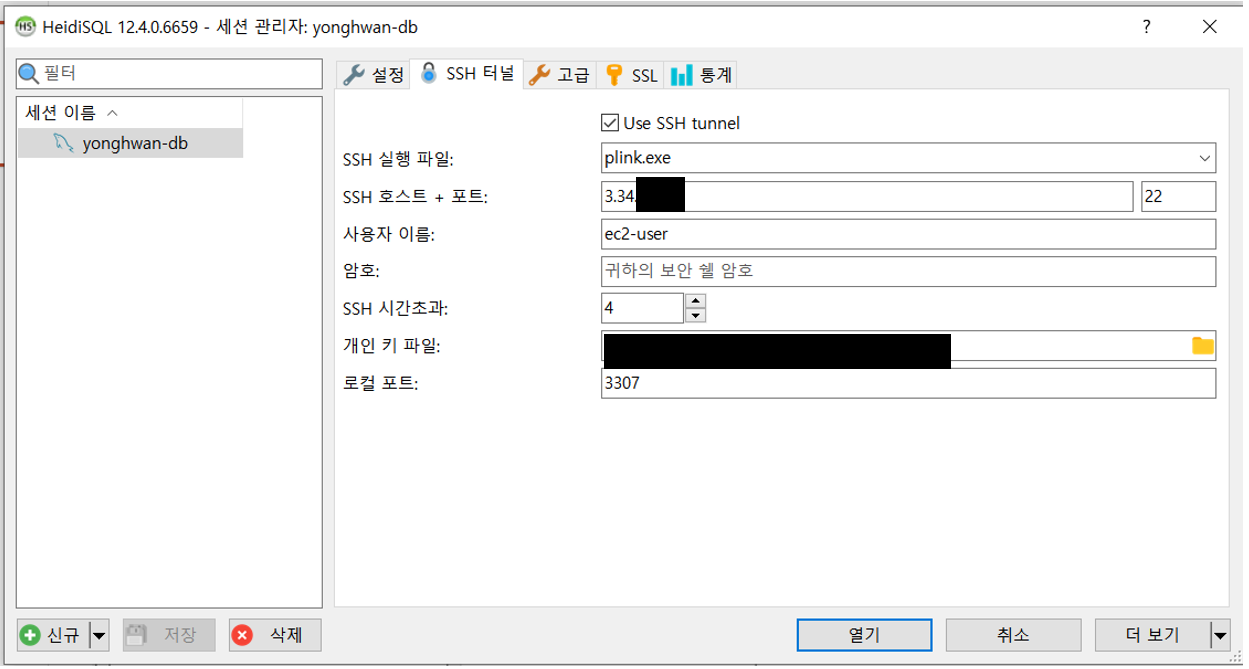 HeidiSQL 12.4.0.6659 - 세션 관리자: yonghwan-db
?
필터
세션 이름
yonghwan-db
설정
SSH 터널
고급
SSL
통계
Use SSH tunnel
SSH 실행 파일: plink.exe
SSH 호스트 + 포트: 3.34. 22
사용자 이름: ec2-user
암호: 귀하의 보안 쉘 암호
SSH 시간초과: 4
개인 키 파일:
로컬 포트: 3307
신규
저장
삭제
열기
취소
더 보기